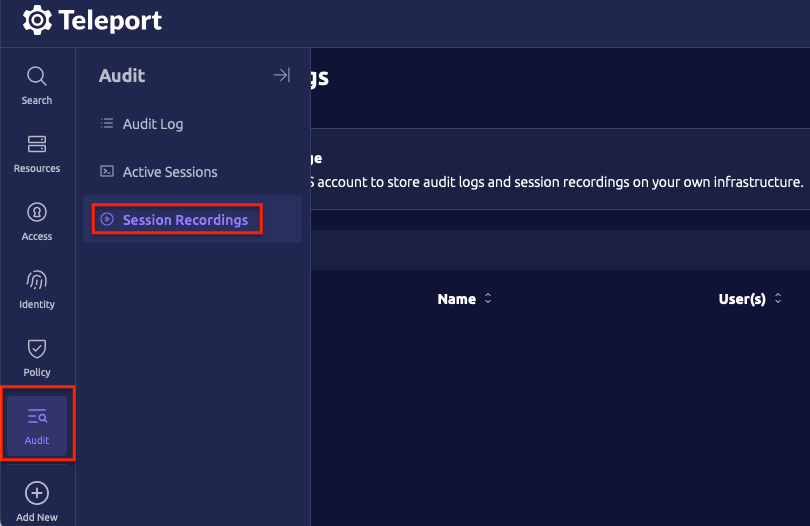 Teleport
Search
Resources
Access
Identity
Policy
Audit
Add New
Audit
Audit Log
Active Sessions
Session Recordings
gs
ge
S account to store audit logs and session recordings on your own infrastructure.
Name
User(s)